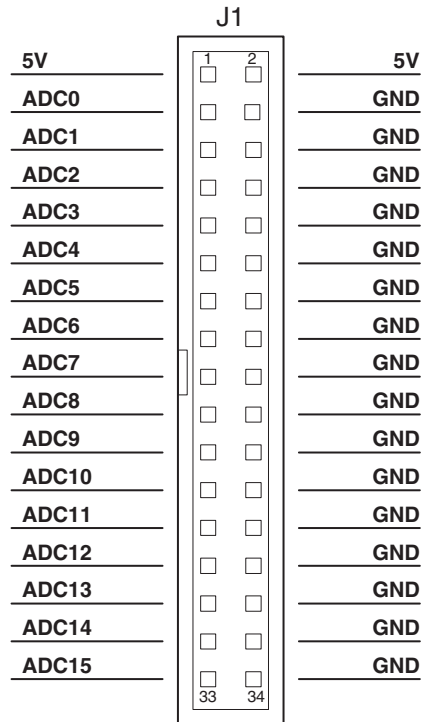 J1
5V 1 2 5V
ADC0 GND
ADC1 GND
ADC2 GND
ADC3 GND
ADC4 GND
ADC5 GND
ADC6 GND
ADC7 GND
ADC8 GND
ADC9 GND
ADC10 GND
ADC11 GND
ADC12 GND
ADC13 GND
ADC14 GND
ADC15 GND
33 34